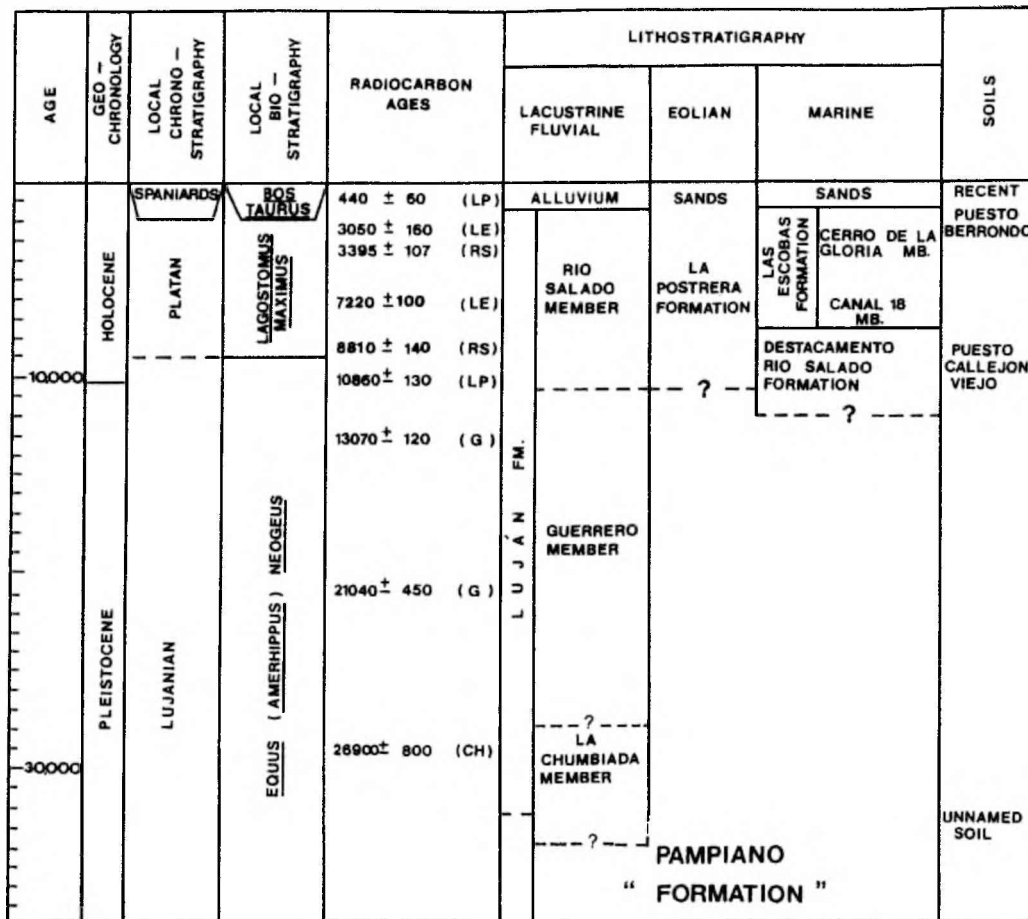 AGE
GEO –
CHRONOLOGY
LOCAL
CHRONO –
STRATIGRAPHY
LOCAL
BIO –
STRATIGRAPHY
RADIOCARBON
AGES
LITHOSTRATIGRAPHY
LACUSTRINE
FLUVIAL
EOLIAN
MARINE
SOILS
10,000
30,000
HOLOCENE
PLEISTOCENE
SPANIARDS
PLATAN
LUJANIAN
BOS
TAURUS
LAGOSTOMUS
MAXIMUS
EQUUS (AMERHIPPUS) NEOGEUS
440 ± 60 (LP)
3050 ± 160 (LE)
3395 ± 107 (RS)
7220 ±100 (LE)
8810 ± 140 (RS)
10860 ± 130 (LP)
13070 ± 120 (G)
21040 ± 450 (G)
26900 ± 800 (CH)
ALLUVIUM
LUJÁN FM.
RIO
SALADO
MEMBER
GUERRERO
MEMBER
?
LA
CHUMBIADA
MEMBER
?
SANDS
LA
POSTRERA
FORMATION
?
SANDS
LAS
ESCOBAS
FORMATION
CERRO DE LA
GLORIA MB.
CANAL 18
MB.
DESTACAMENTO
RIO SALADO
FORMATION
?
PAMPIANO
“ FORMATION ”
RECENT
PUESTO
BERRONDO
PUESTO
CALLEJON
VIEJO
UNNAMED
SOIL